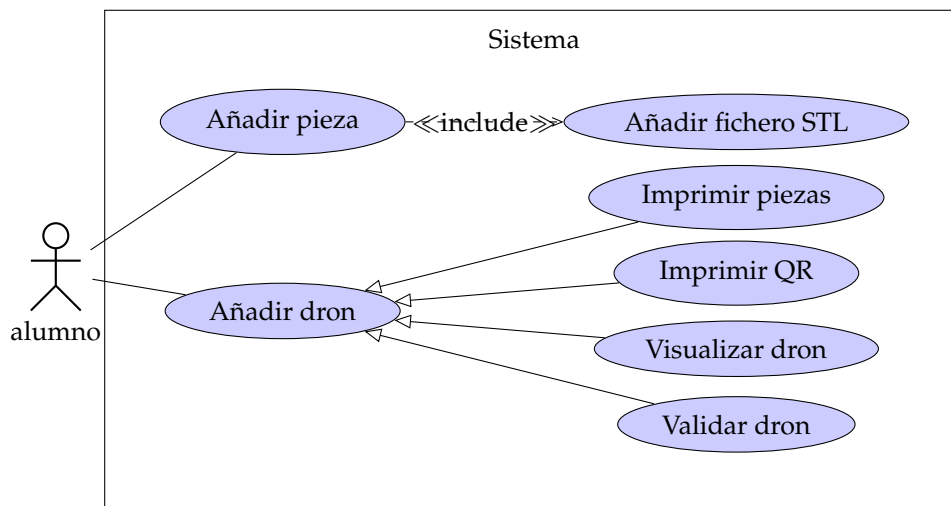 Sistema
Añadir pieza
≪include≫
Añadir fichero STL
Imprimir piezas
Imprimir QR
alumno
Añadir dron
Visualizar dron
Validar dron